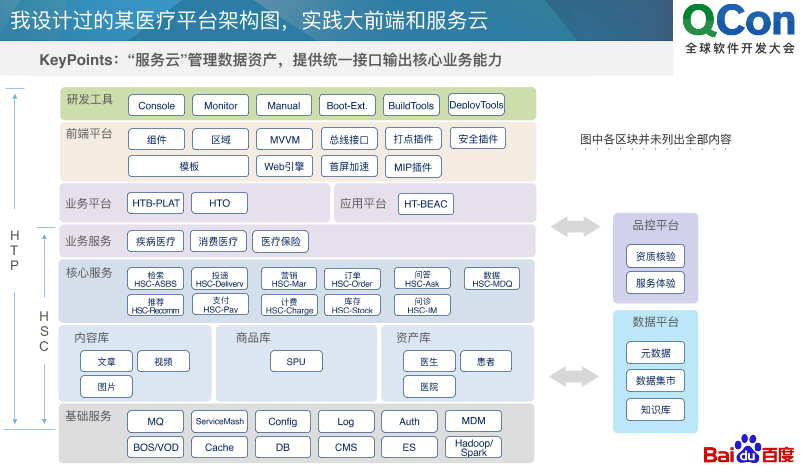 我设计过的某医疗平台架构图，实践大前端和服务云
QCon
全球软件开发大会
KeyPoints：“服务云”管理数据资产，提供统一接口输出核心业务能力
HTP
HSC
研发工具
Console
Monitor
Manual
Boot-Ext.
BuildTools
DeployTools
前端平台
组件
区域
MVVM
总线接口
打点插件
安全插件
模板
Web引擎
首屏加速
MIP插件
图中各区块并未列出全部内容
业务平台
HTB-PLAT
HTO
应用平台
HT-BEAC
业务服务
疾病医疗
消费医疗
医疗保险
核心服务
检索
HSC-ASBS
投递
HSC-Delivery
营销
HSC-Mar
订单
HSC-Order
问答
HSC-Ask
数据
HSC-MDQ
推荐
HSC-Recomm
支付
HSC-Pay
计费
HSC-Charge
库存
HSC-Stock
问诊
HSC-IM
内容库
文章
视频
图片
商品库
SPU
资产库
医生
患者
医院
基础服务
MQ
ServiceMash
Config
Log
Auth
MDM
BOS/VOD
Cache
DB
CMS
ES
Hadoop/
Spark
品控平台
资质核验
服务体验
数据平台
元数据
数据集市
知识库
Bai du 百度